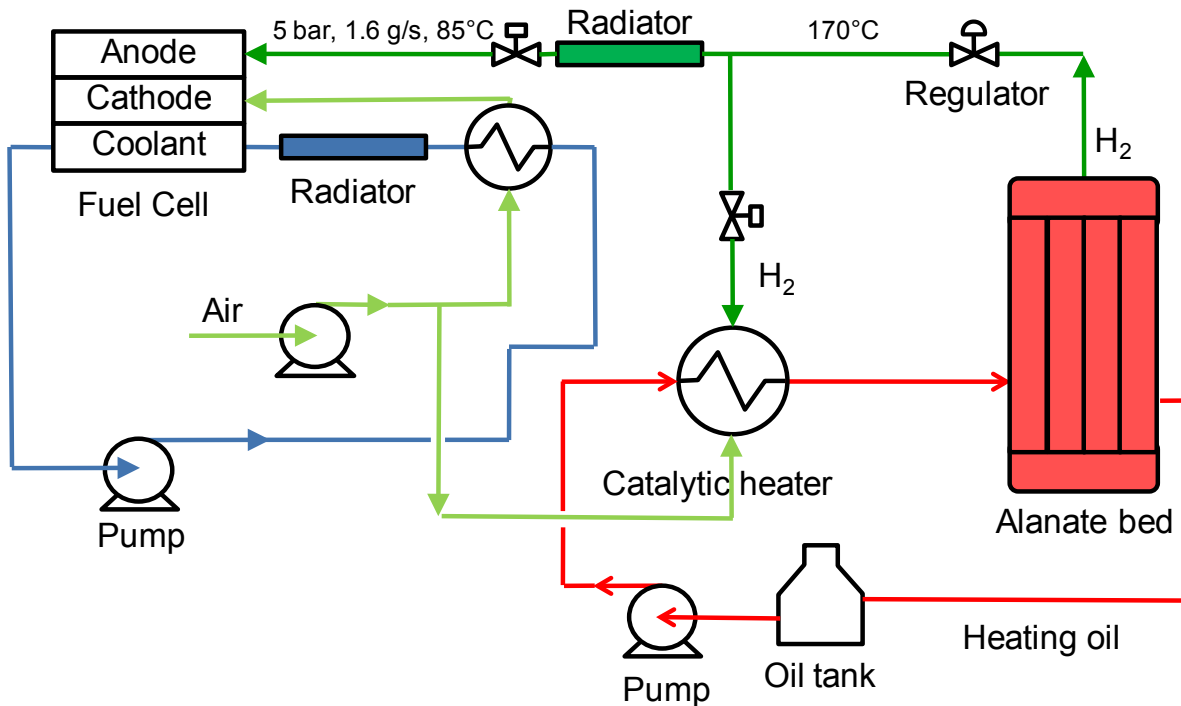 5 bar, 1.6 g/s, 85°C
Radiator
170°C
Anode
Cathode
Coolant
Regulator
H2
Radiator
Fuel Cell
H2
Air
Catalytic heater
Pump
Alanate bed
Heating oil
Oil tank
Pump